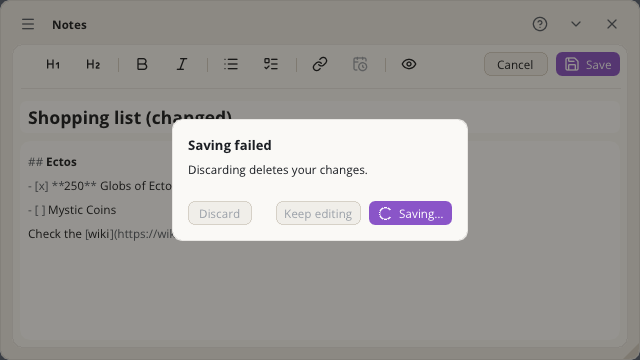 Notes
H1 H2 B I Cancel Save
Shopping list (changed)
## Ectos
- [x] **250** Globs of Ecto
- [ ] Mystic Coins
Check the [wiki](https://wik
Saving failed
Discarding deletes your changes.
Discard Keep editing Saving...